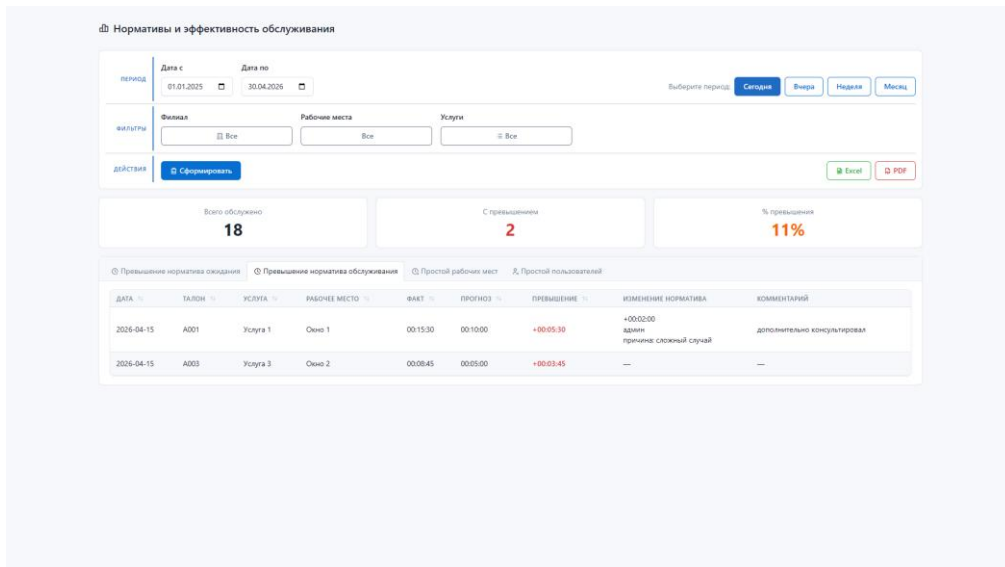 Нормативы и эффективность обслуживания
ПЕРИОД
Дата с
Дата по
01.01.2025
30.04.2026
Выберите период:
Сегодня
Вчера
Неделя
Месяц
ФИЛЬТРЫ
Филиал
Рабочие места
Услуги
Все
Все
Все
ДЕЙСТВИЯ
Сформировать
Excel
PDF
Всего обслужено
18
С превышением
2
% превышения
11%
Превышение норматива ожидания
Превышение норматива обслуживания
Простой рабочих мест
Простой пользователей
ДАТА ТАЛОН УСЛУГА РАБОЧЕЕ МЕСТО ФАКТ ПРОГНОЗ ПРЕВЫШЕНИЕ ИЗМЕНЕНИЕ НОРМАТИВА КОММЕНТАРИЙ
2026-04-15 A001 Услуга 1 Окно 1 00:15:30 00:10:00 +00:05:30
+00:02:00
админ
причина: сложный случай
дополнительно консультировал
2026-04-15 A003 Услуга 3 Окно 2 00:08:45 00:05:00 +00:03:45 — —